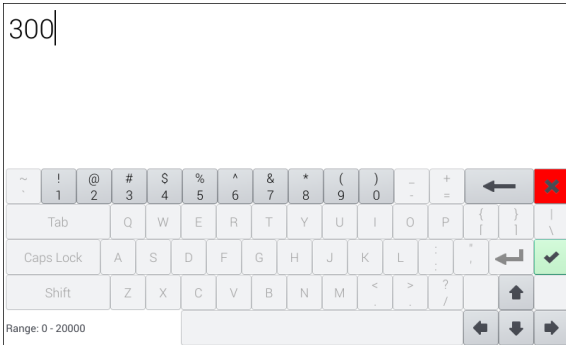 300
~ ! @ # $ % ^ & * ( ) _ +
` 1 2 3 4 5 6 7 8 9 0 - =
Tab Q W E R T Y U I O P { } |
[ ] \
Caps Lock A S D F G H J K L : "
; '
Shift Z X C V B N M < > ?
, . /
Range: 0 - 20000